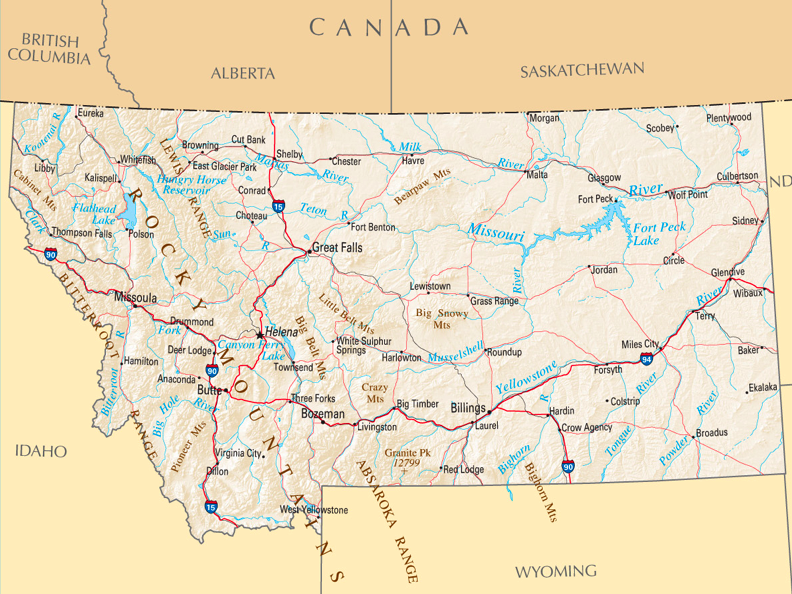 CANADA
BRITISH
COLUMBIA
ALBERTA
SASKATCHEWAN
Eureka
Kootenai R
Libby
Whitefish
Kalispell
Cabinet Mts
Clark
Flathead
Lake
Thompson Falls
Polson
LEWIS RANGE
Browning
Cut Bank
East Glacier Park
Hungry Horse
Reservoir
Shelby
Marias
River
Chester
Conrad
15
Choteau
Teton R
Sun
R
Great Falls
Fort Benton
Havre
Milk
River
Bearpaw Mts
Malta
Morgan
Scobey
Plentywood
Glasgow
Fort Peck
River
Wolf Point
Culbertson
ND
Missouri
River
Fort Peck
Lake
Sidney
Circle
Jordan
Glendive
Wibaux
River
Terry
90
Missoula
Drummond
Fork
BITTERROOT
RANGE
ROCKY
MOUNTAINS
Helena
Canyon Ferry
Lake
Deer Lodge
90
Hamilton
Bitterroot
R
Anaconda
Butte
Big Hole
River
Pioneer Mts
Townsend
Big Belt Mts
Little Belt Mts
White Sulphur
Springs
Lewistown
Grass Range
Big Snowy
Mts
Harlowton
Musselshell
Roundup
Three Forks
Bozeman
Crazy
Mts
Big Timber
Livingston
Billings
Laurel
Yellowstone
R
Miles City
94
Forsyth
Colstrip
Hardin
Crow Agency
90
Baker
Ekalaka
Broadus
Tongue
River
Powder
River
Virginia City
Dillon
15
West Yellowstone
ABSAROKA RANGE
Granite Pk
12799
Red Lodge
Bighorn
Bighorn Mts
IDAHO
WYOMING